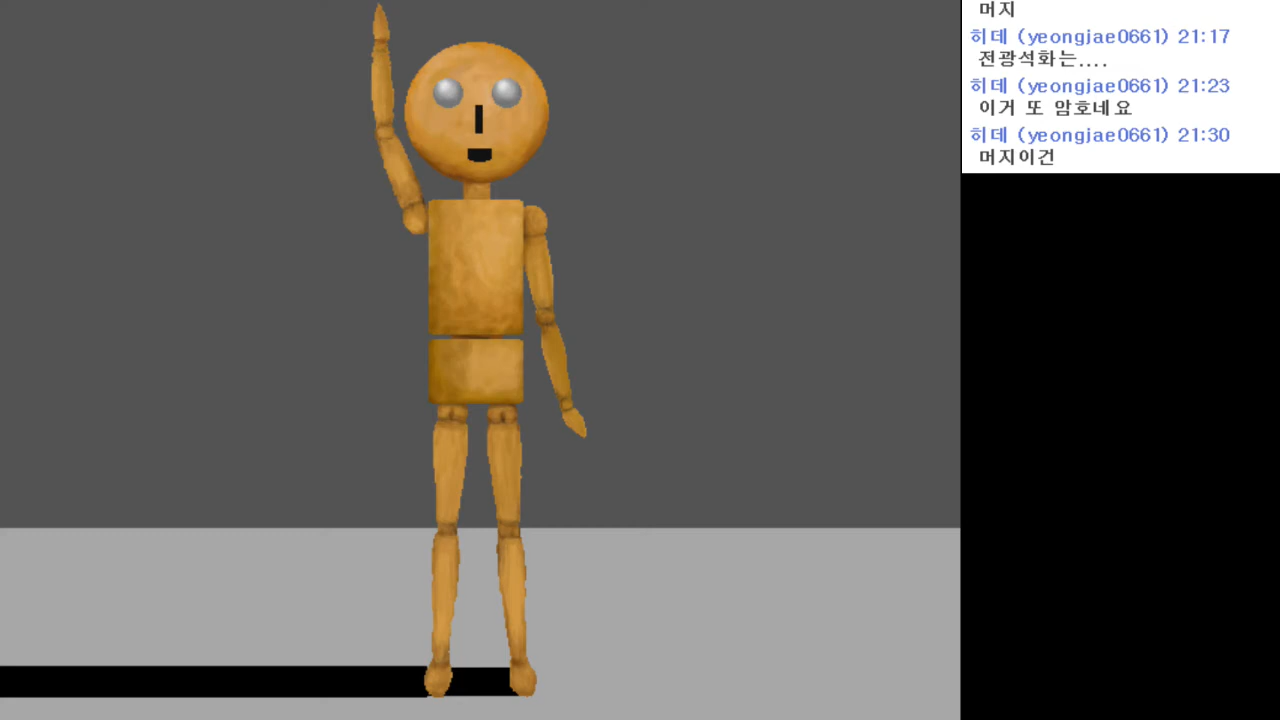 머지
히데 (yeongjae0661) 21:17
전광석화는....
히데 (yeongjae0661) 21:23
이거 또 암호네요
히데 (yeongjae0661) 21:30
머지이건